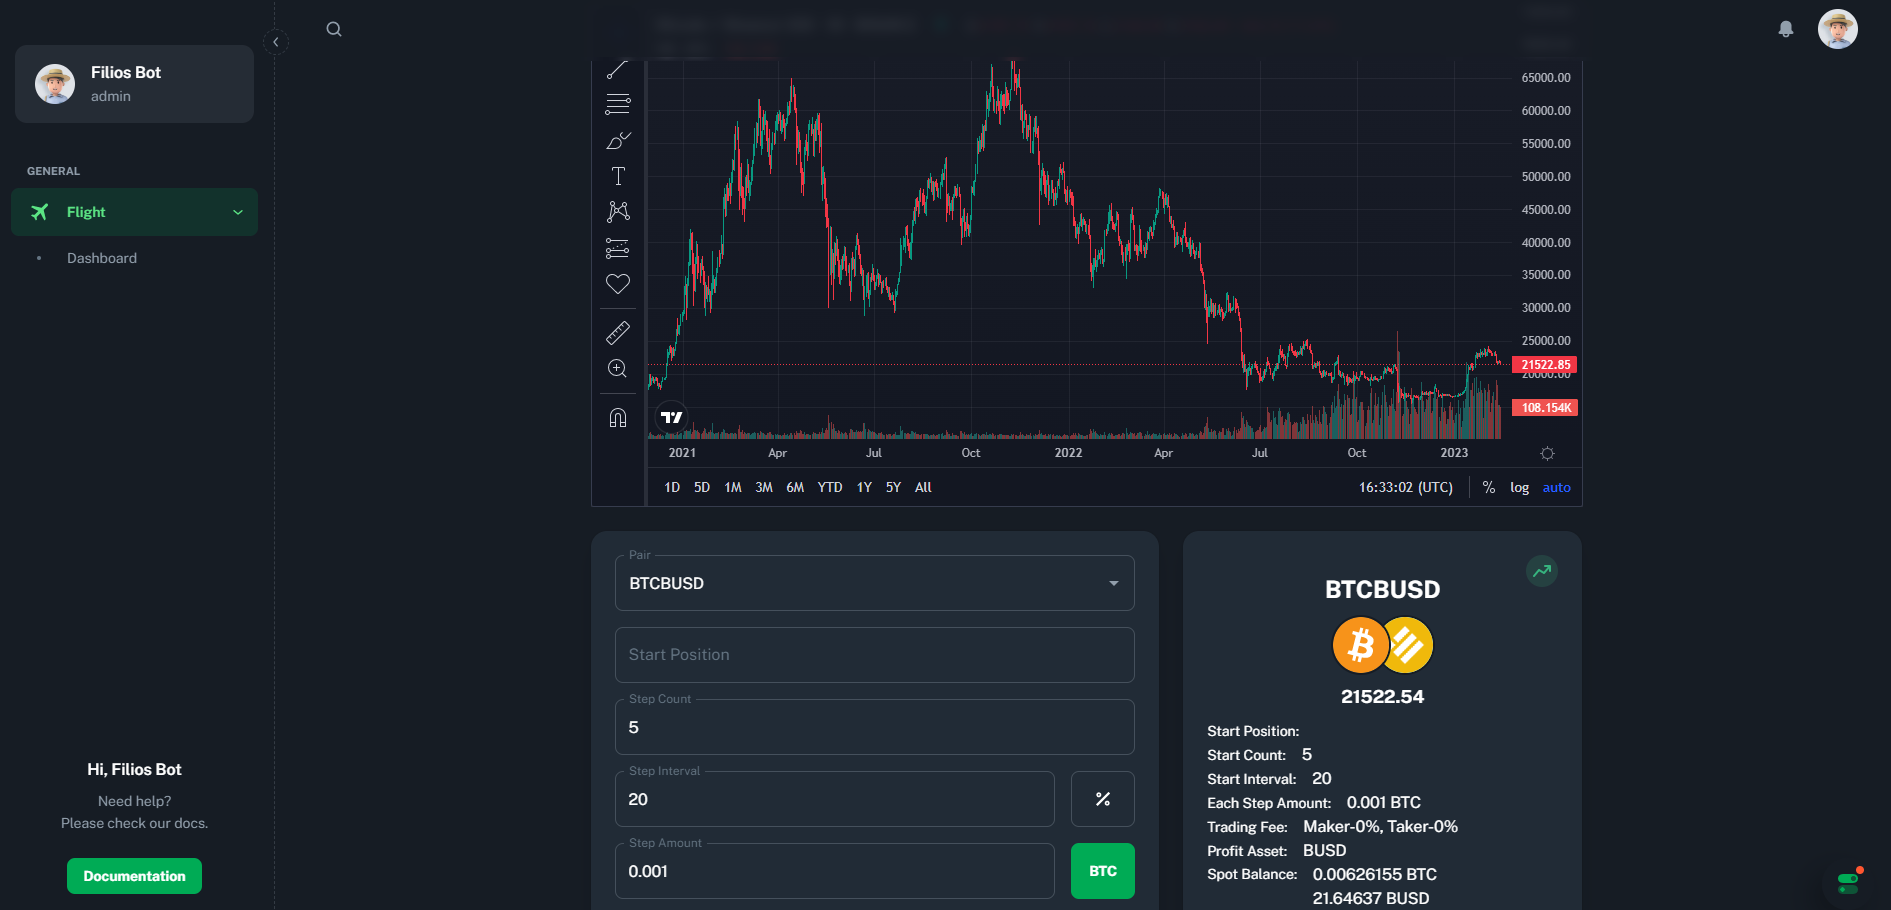 Filios Bot
admin
GENERAL
Flight
Dashboard
Hi, Filios Bot
Need help?
Please check our docs.
Documentation
65000.00
60000.00
55000.00
50000.00
45000.00
40000.00
35000.00
30000.00
25000.00
21522.85
20000.00
108.154K
2021 Apr Jul Oct 2022 Apr Jul Oct 2023
1D 5D 1M 3M 6M YTD 1Y 5Y All 16:33:02 (UTC) % log auto
Pair
BTCBUSD
Start Position
Step Count
5
Step Interval
20 %
Step Amount
0.001 BTC
BTCBUSD
21522.54
Start Position:
Start Count: 5
Start Interval: 20
Each Step Amount: 0.001 BTC
Trading Fee: Maker-0%, Taker-0%
Profit Asset: BUSD
Spot Balance: 0.00626155 BTC
21.64637 BUSD